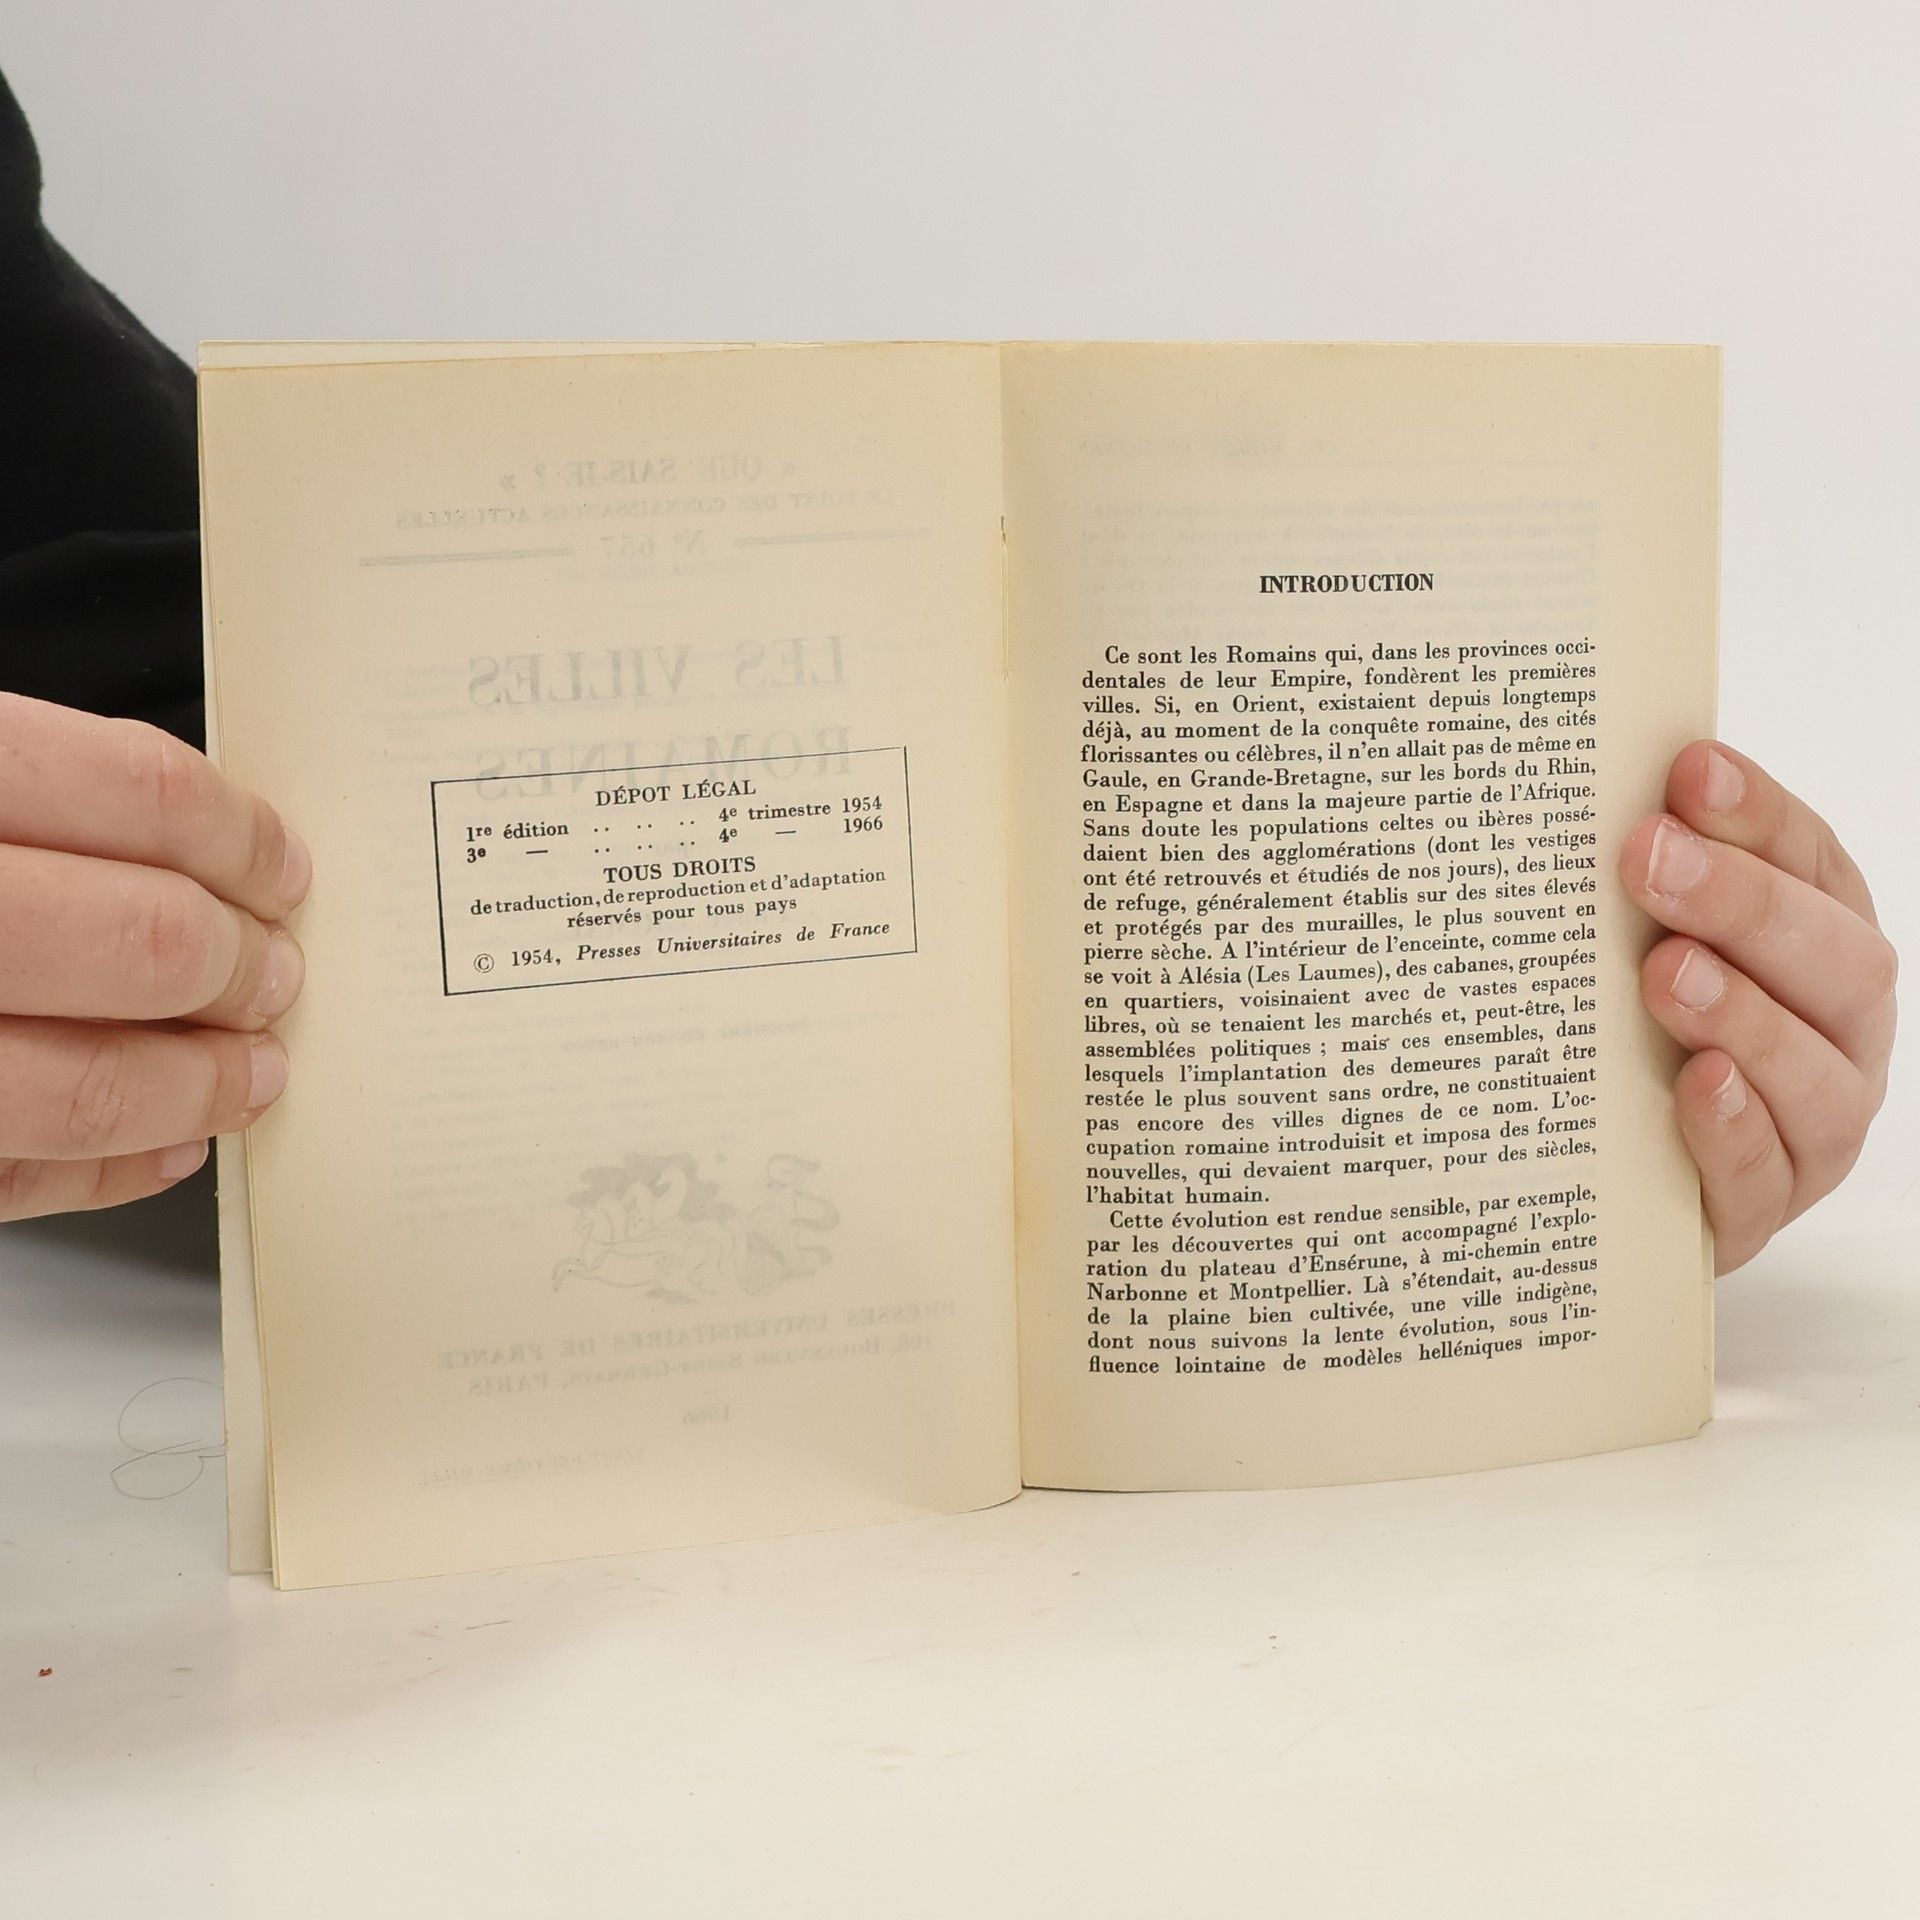 DÉPOT LÉGAL
1re édition .. .. .. 4e trimestre 1954
3e — .. .. .. 4e — 1966
TOUS DROITS
de traduction, de reproduction et d'adaptation
réservés pour tous pays
© 1954, Presses Universitaires de France
INTRODUCTION
Ce sont les Romains qui, dans les provinces occi-
dentales de leur Empire, fondèrent les premières
villes. Si, en Orient, existaient depuis longtemps
déjà, au moment de la conquête romaine, des cités
florissantes ou célèbres, il n'en allait pas de même en
Gaule, en Grande-Bretagne, sur les bords du Rhin,
en Espagne et dans la majeure partie de l'Afrique.
Sans doute les populations celtes ou ibères possé-
daient bien des agglomérations (dont les vestiges
ont été retrouvés et étudiés de nos jours), des lieux
de refuge, généralement établis sur des sites élevés
et protégés par des murailles, le plus souvent en
pierre sèche. A l'intérieur de l'enceinte, comme cela
se voit à Alésia (Les Laumes), des cabanes, groupées
en quartiers, voisinaient avec de vastes espaces
libres, où se tenaient les marchés et, peut-être, les
assemblées politiques ; mais ces ensembles, dans
lesquels l'implantation des demeures paraît être
restée le plus souvent sans ordre, ne constituaient
pas encore des villes dignes de ce nom. L'oc-
cupation romaine introduisit et imposa des formes
nouvelles, qui devaient marquer, pour des siècles,
l'habitat humain.
Cette évolution est rendue sensible, par exemple,
par les découvertes qui ont accompagné l'explo-
ration du plateau d'Ensérune, à mi-chemin entre
Narbonne et Montpellier. Là s'étendait, au-dessus
de la plaine bien cultivée, une ville indigène,
dont nous suivons la lente évolution, sous l'in-
fluence lointaine de modèles helléniques impor-